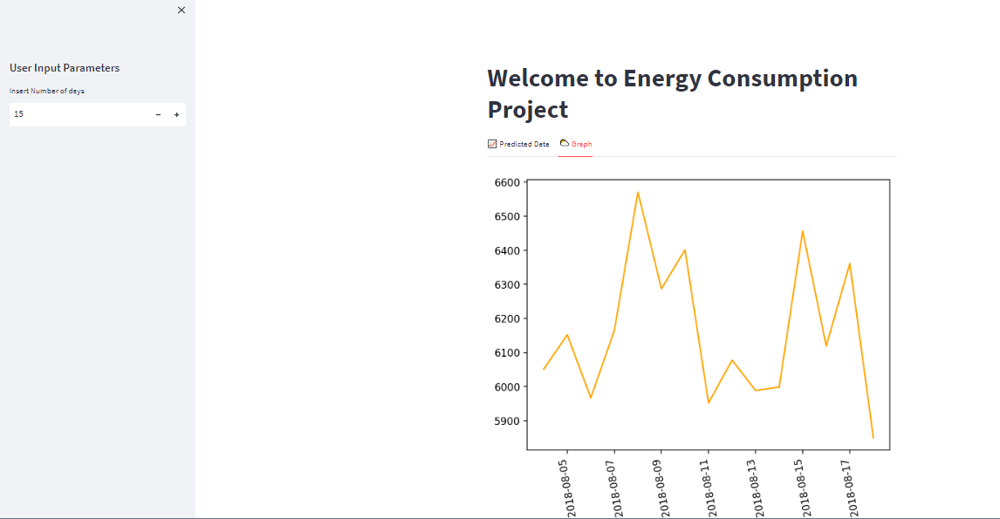 User Input Parameters
Insert Number of days
15
Welcome to Energy Consumption
Project
Predicted Data
Graph
6600
6500
6400
6300
6200
6100
6000
5900
2018-08-05
2018-08-07
2018-08-09
2018-08-11
2018-08-13
2018-08-15
2018-08-17